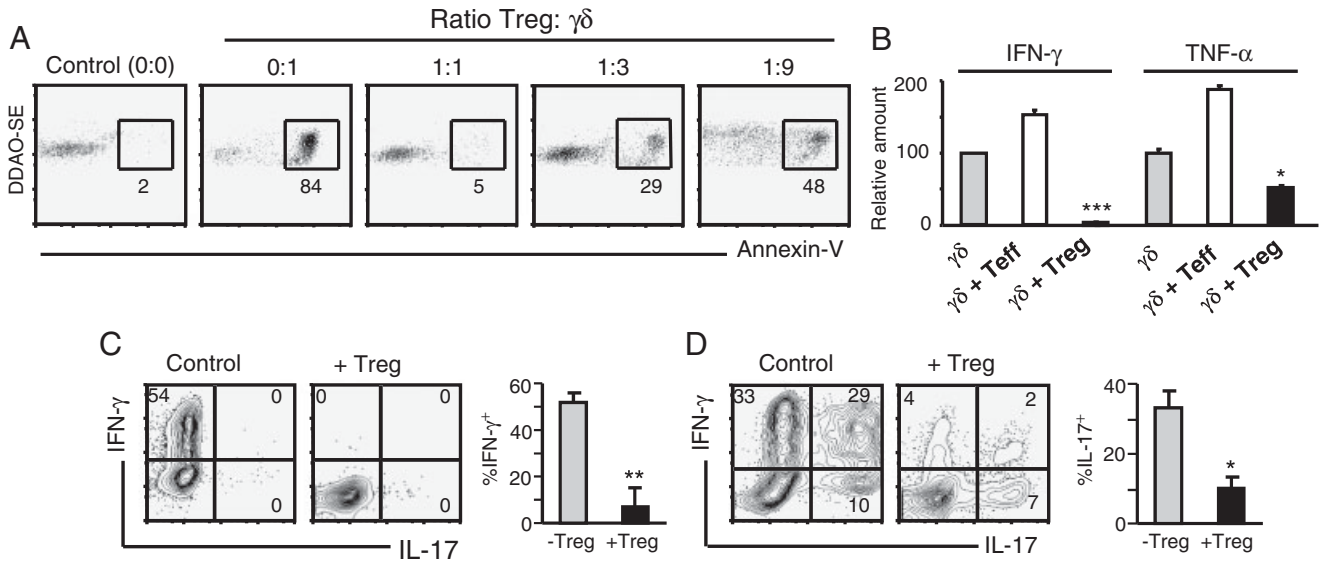 A
Ratio Treg: γδ
Control (0:0)
0:1
1:1
1:3
1:9
DDAO-SE
2
84
5
29
48
Annexin-V
B
IFN-γ
TNF-α
Relative amount
200
100
0
***
*
γδ
γδ + Teff
γδ + Treg
γδ
γδ + Teff
γδ + Treg
C
Control
+ Treg
IFN-γ
54
0
0
0
0
0
IL-17
%IFN-γ+
60
40
20
0
**
-Treg
+Treg
D
Control
+ Treg
IFN-γ
33
29
10
4
2
7
IL-17
%IL-17+
40
20
0
*
-Treg
+Treg